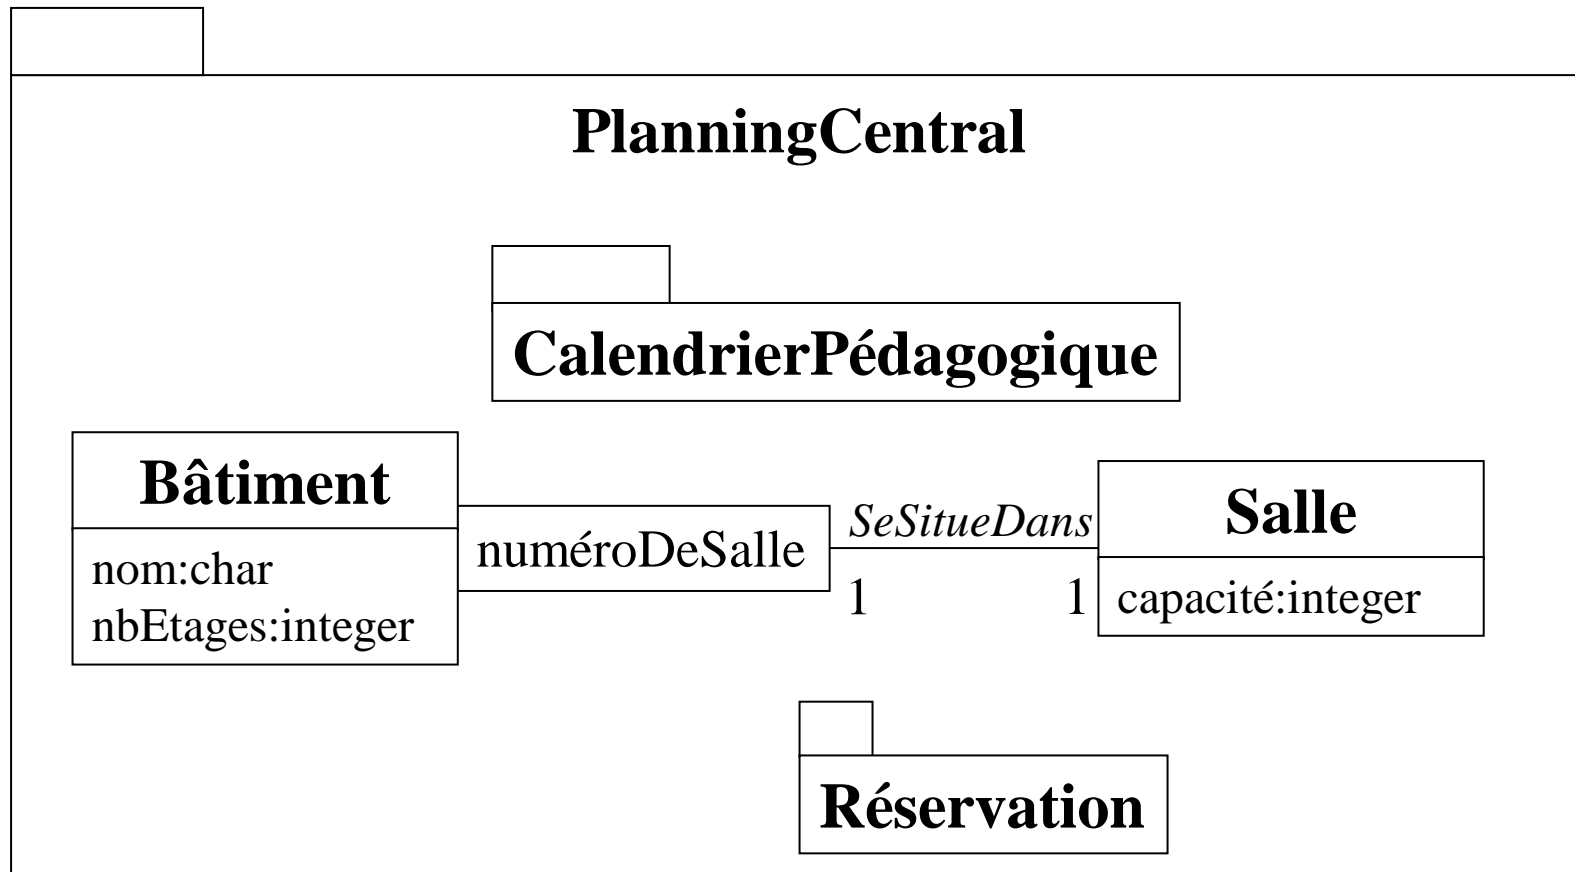 PlanningCentral
CalendrierPédagogique
Bâtiment
nom:char
nbEtages:integer
numéroDeSalle
SeSitueDans
1
1
Salle
capacité:integer
Réservation